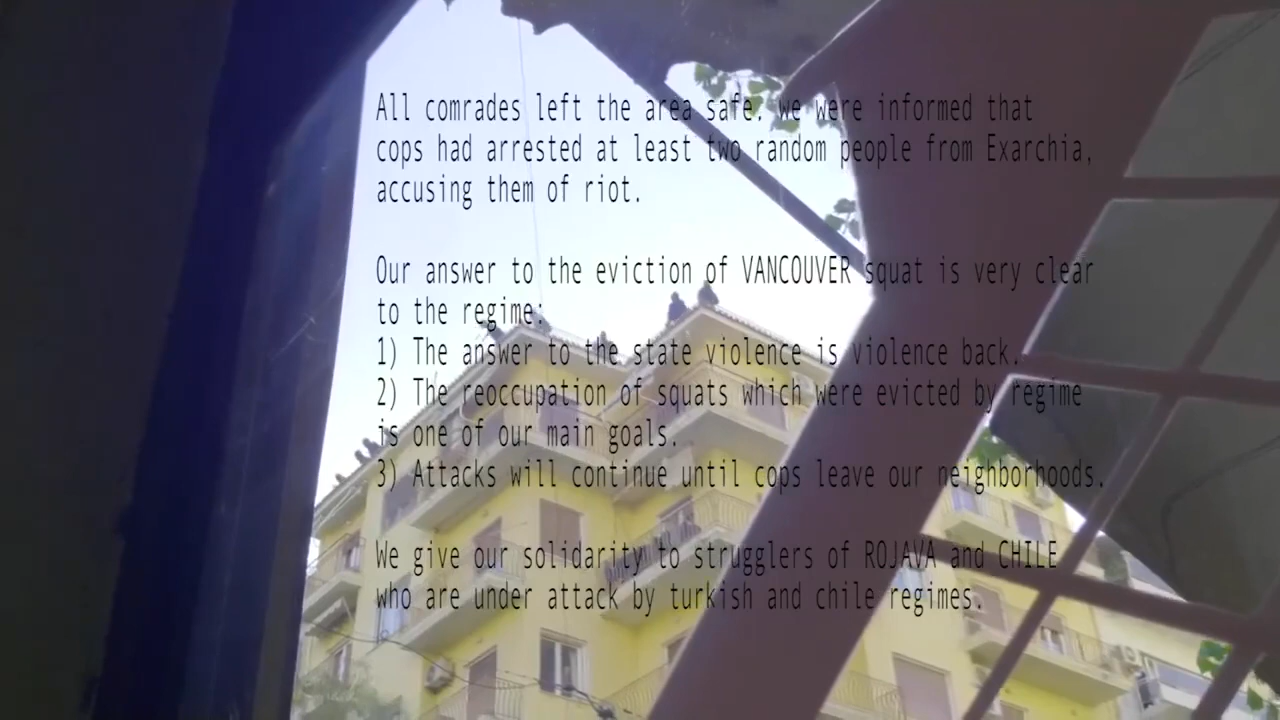 All comrades left the area safe. we were informed that
cops had arrested at least two random people from Exarchia,
accusing them of riot.
Our answer to the eviction of VANCOUVER squat is very clear
to the regime:
1) The answer to the state violence is violence back.
2) The reoccupation of squats which were evicted by regime
is one of our main goals.
3) Attacks will continue until cops leave our neighborhoods.
We give our solidarity to strugglers of ROJAVA and CHILE
who are under attack by turkish and chile regimes.